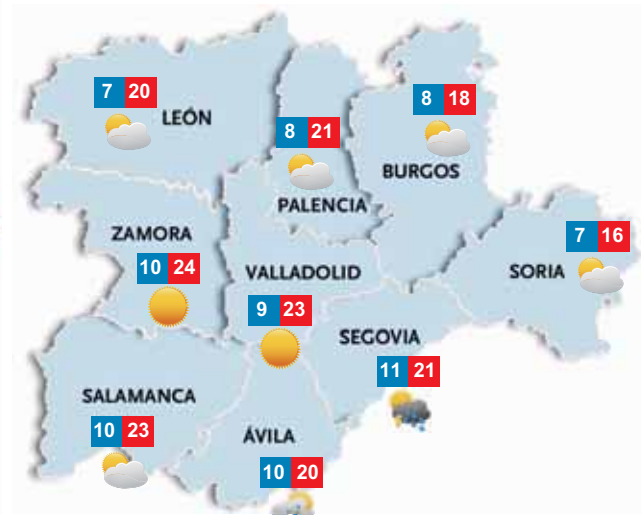 7 20
LEÓN
8 18
8 21
BURGOS
PALENCIA
ZAMORA
10 24
7 16
SORIA
VALLADOLID
9 23
SEGOVIA
11 21
SALAMANCA
10 23
ÁVILA
10 20